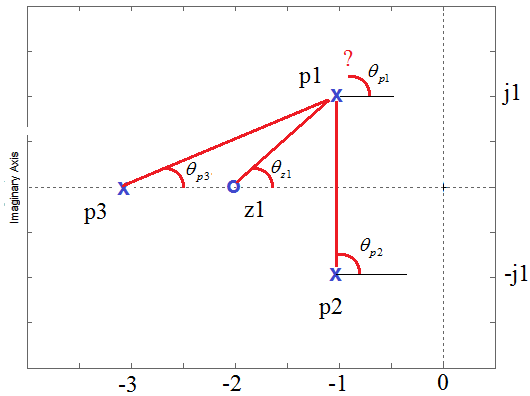 ?
p1
θp1
j1
Imaginary Axis
θp3
θz1
p3
z1
θp2
-j1
p2
-3
-2
-1
0